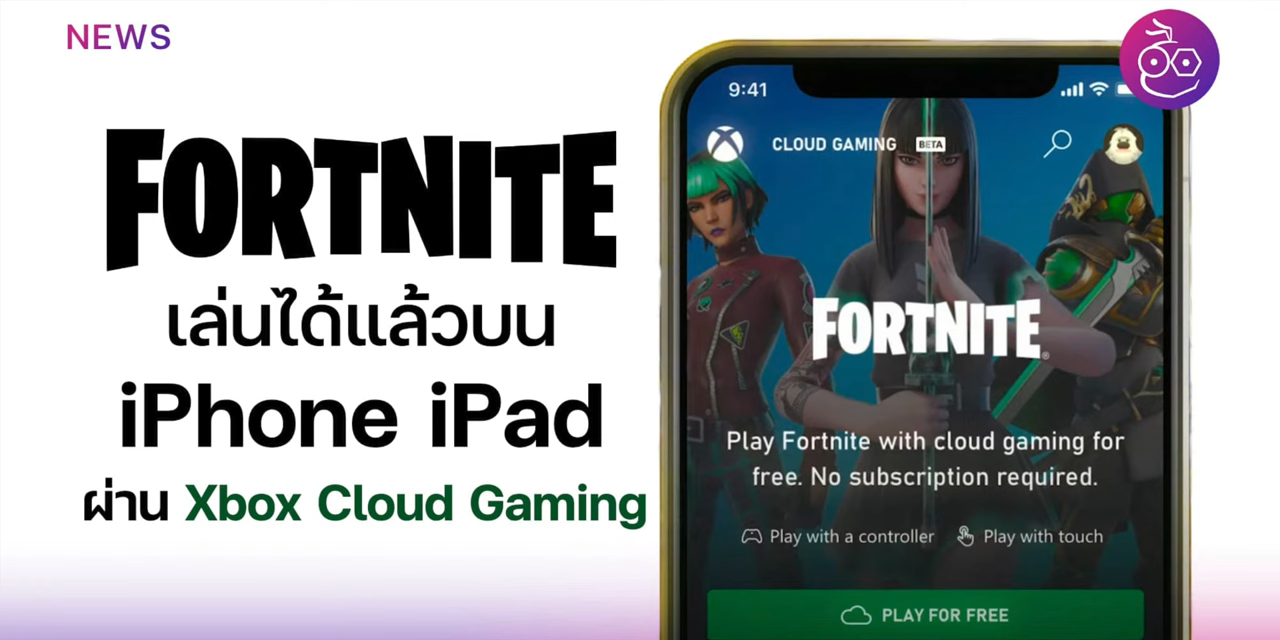 NEWS
FORTNITE
เล่นได้แล้วบน
iPhone iPad
ผ่าน Xbox Cloud Gaming
9:41
CLOUD GAMING BETA
FORTNITE®
Play Fortnite with cloud gaming for
free. No subscription required.
Play with a controller Play with touch
PLAY FOR FREE